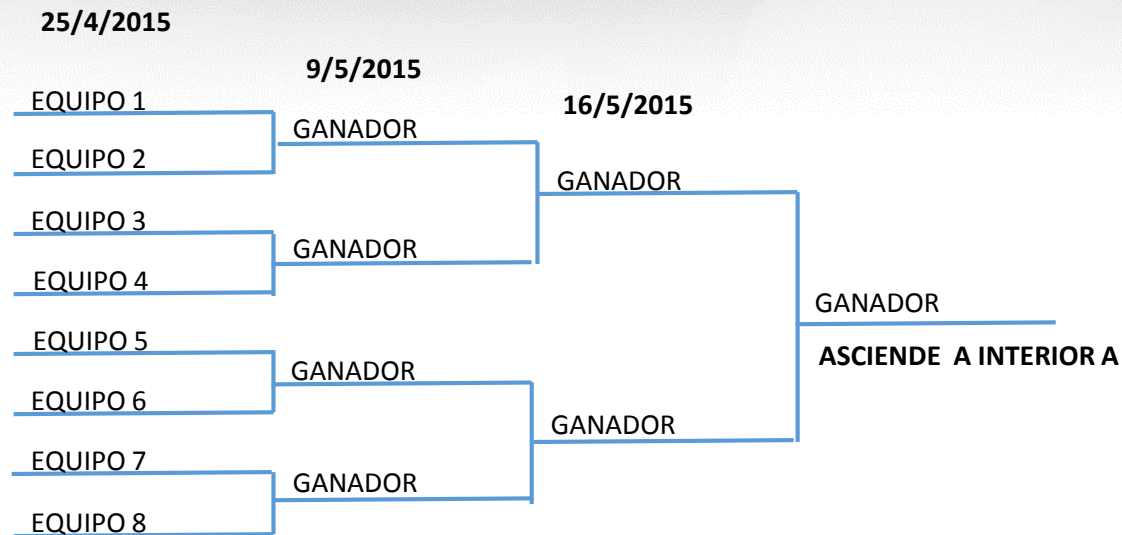 25/4/2015
9/5/2015
16/5/2015
EQUIPO 1
GANADOR
EQUIPO 2
GANADOR
EQUIPO 3
GANADOR
EQUIPO 4
GANADOR
ASCIENDE A INTERIOR A
EQUIPO 5
GANADOR
EQUIPO 6
GANADOR
EQUIPO 7
GANADOR
EQUIPO 8